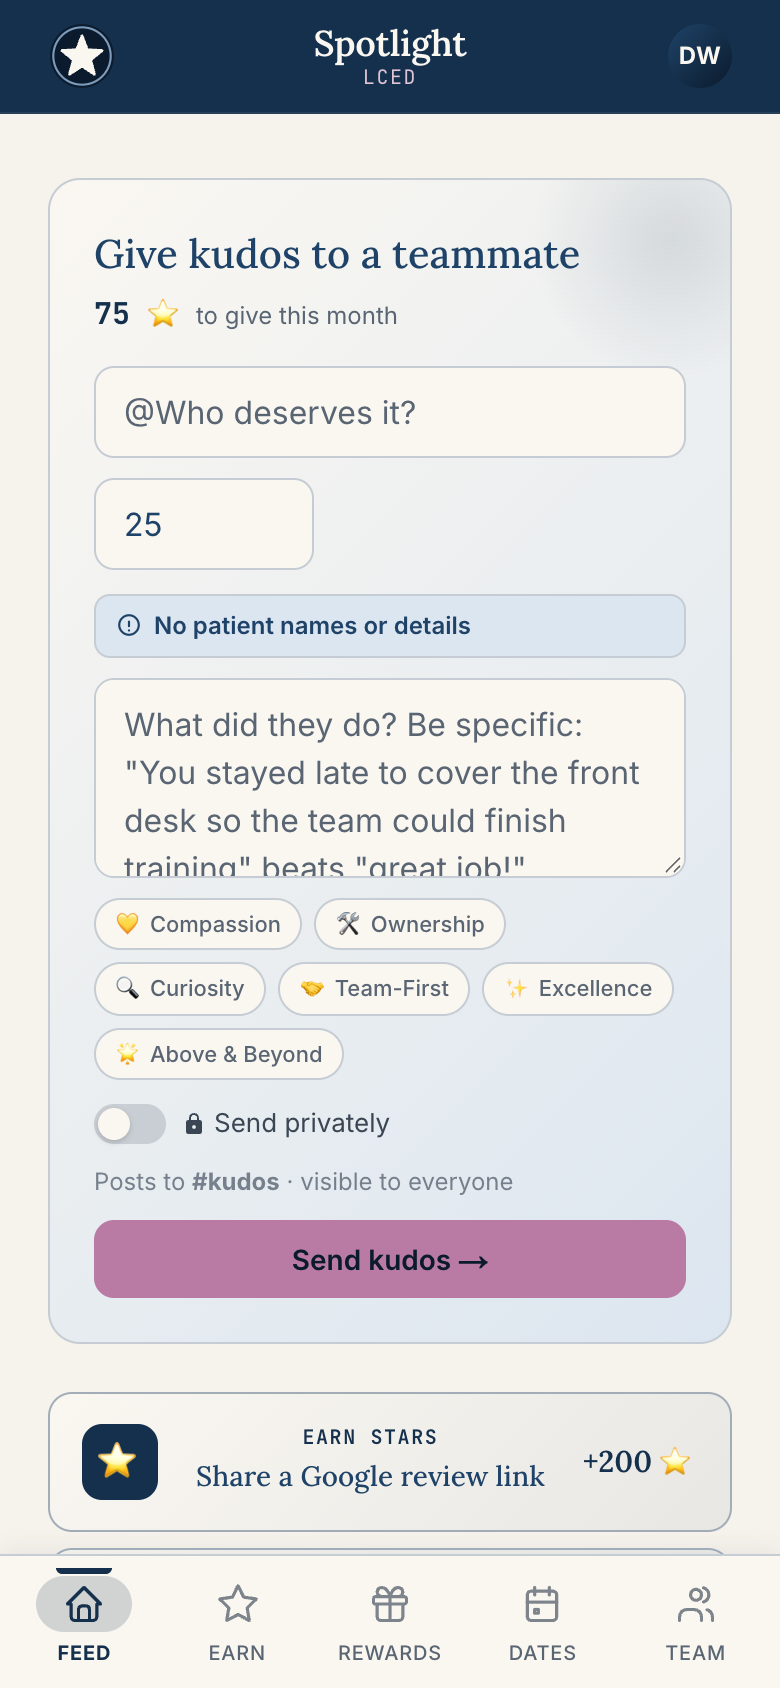 Spotlight
LCED
DW
Give kudos to a teammate
75 ⭐ to give this month
@Who deserves it?
25
No patient names or details
What did they do? Be specific:
"You stayed late to cover the front
desk so the team could finish
training" beats "great job!"
💛 Compassion
🛠️ Ownership
🔍 Curiosity
🤝 Team-First
✨ Excellence
🌟 Above & Beyond
🔒 Send privately
Posts to #kudos · visible to everyone
Send kudos →
EARN STARS
Share a Google review link
+200 ⭐
FEED
EARN
REWARDS
DATES
TEAM